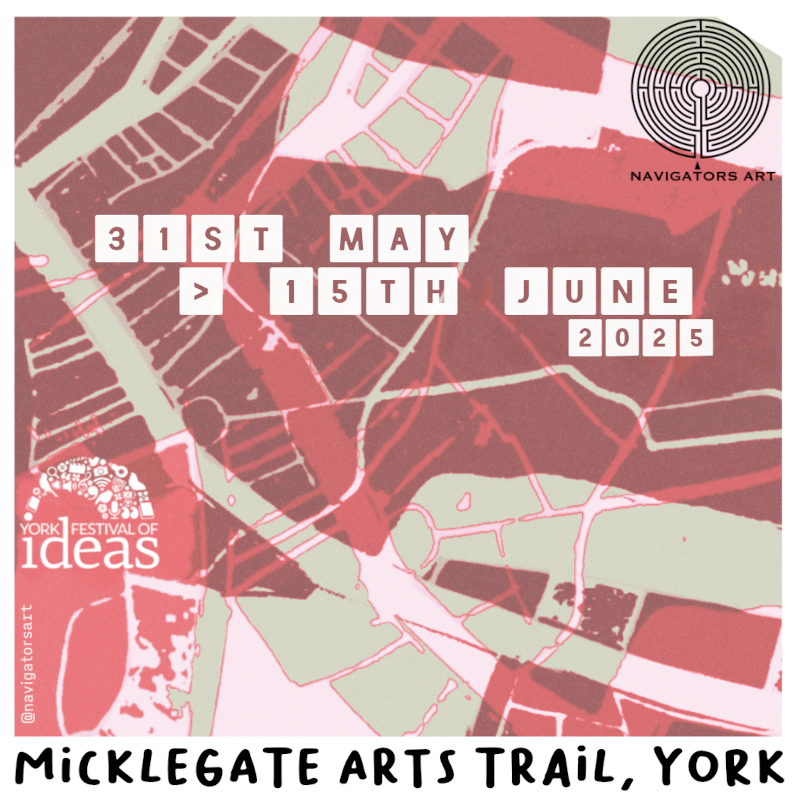 NAVIGATORS ART
31ST MAY
> 15TH JUNE
2025
YORK FESTIVAL OF
ideas
@navigatorsart
MiCKLEGATE ARTS TRAiL, YORK